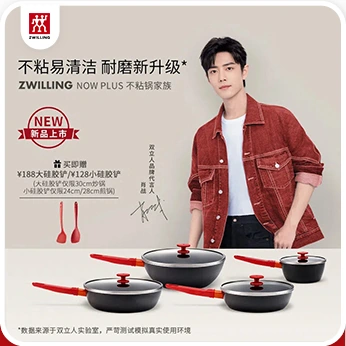 ZWILLING
不粘易清洁 耐磨新升级*
ZWILLING NOW PLUS 不粘锅家族
NEW
新品上市
买即赠
¥188大硅胶铲/¥128小硅胶铲
(大硅胶铲仅限30cm炒锅
小硅胶铲仅限24cm/28cm煎锅)
双立人品牌代言人
肖战
*数据来源于双立人实验室,严苛测试模拟真实使用环境